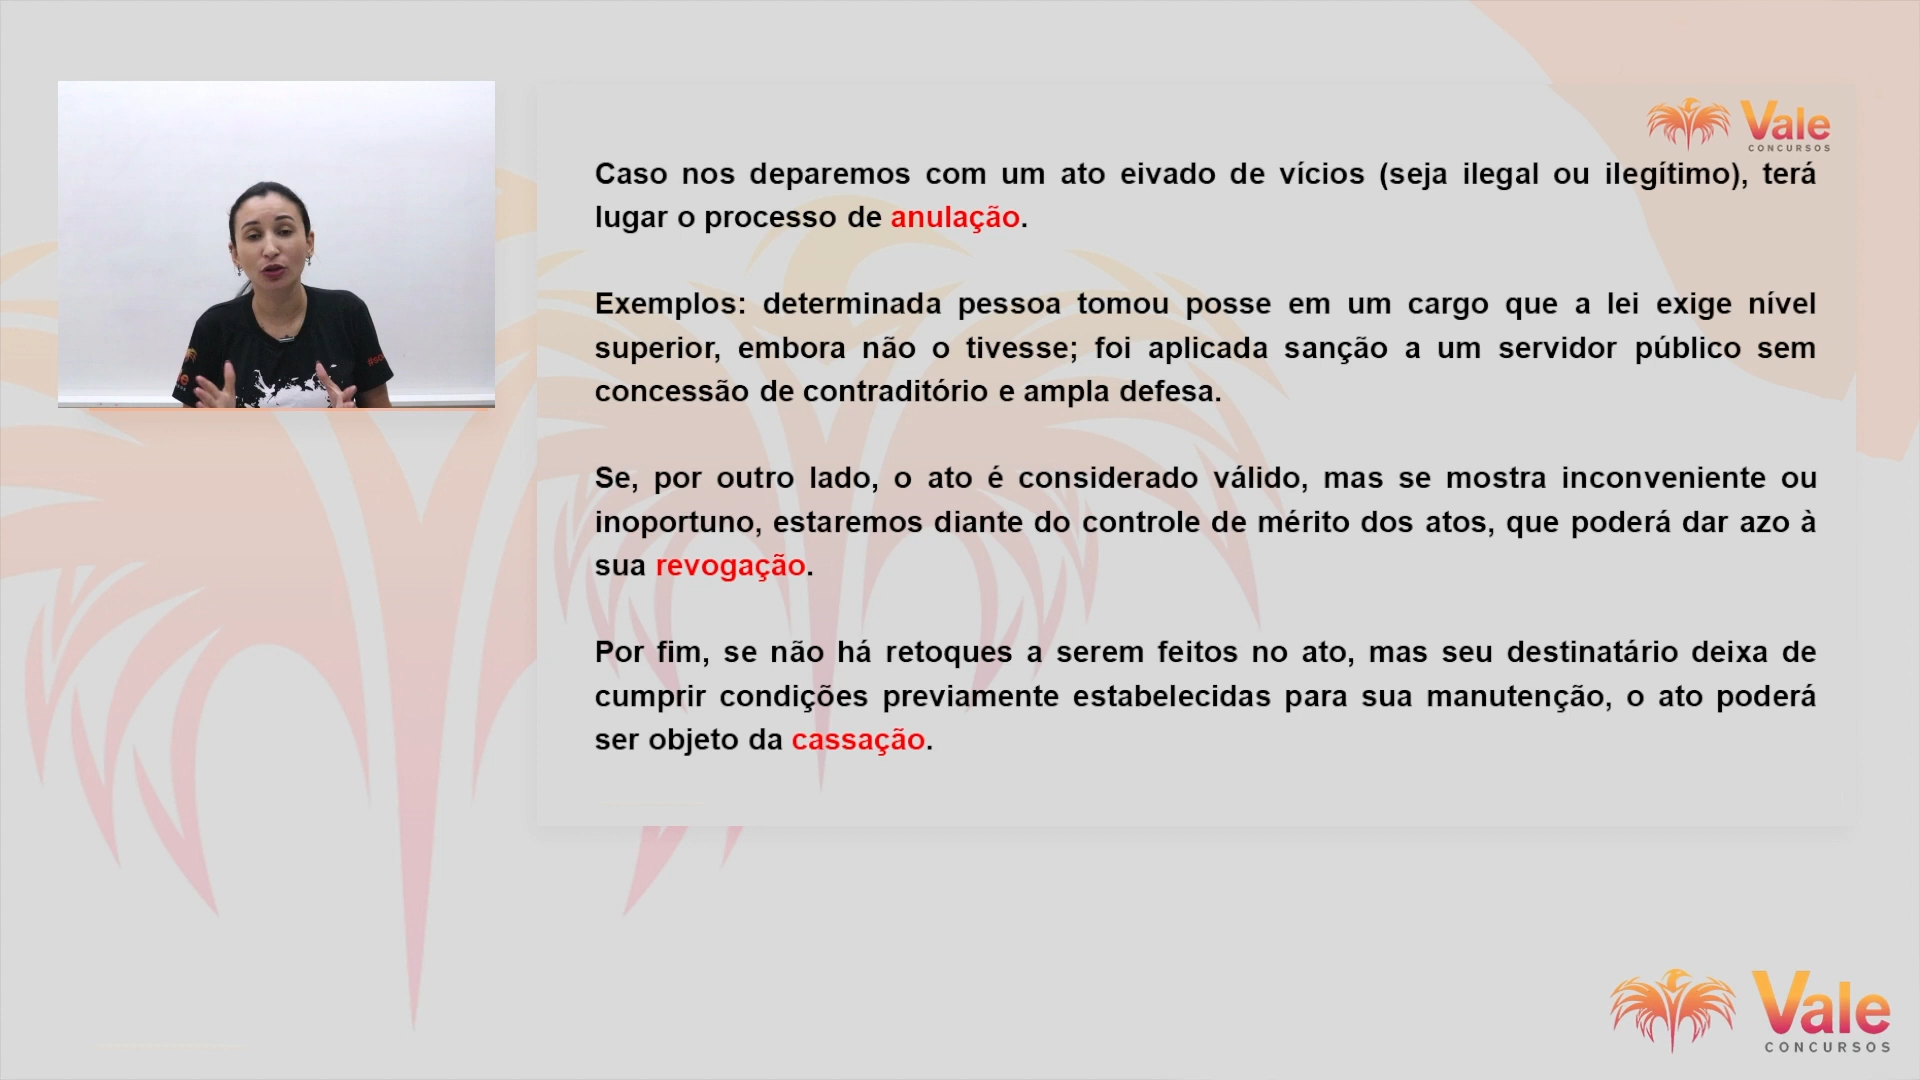 Vale
CONCURSOS
Caso nos deparemos com um ato eivado de vícios (seja ilegal ou ilegítimo), terá
lugar o processo de anulação.
Exemplos: determinada pessoa tomou posse em um cargo que a lei exige nível
superior, embora não o tivesse; foi aplicada sanção a um servidor público sem
concessão de contraditório e ampla defesa.
Se, por outro lado, o ato é considerado válido, mas se mostra inconveniente ou
inoportuno, estaremos diante do controle de mérito dos atos, que poderá dar azo à
sua revogação.
Por fim, se não há retoques a serem feitos no ato, mas seu destinatário deixa de
cumprir condições previamente estabelecidas para sua manutenção, o ato poderá
ser objeto da cassação.
Vale
CONCURSOS